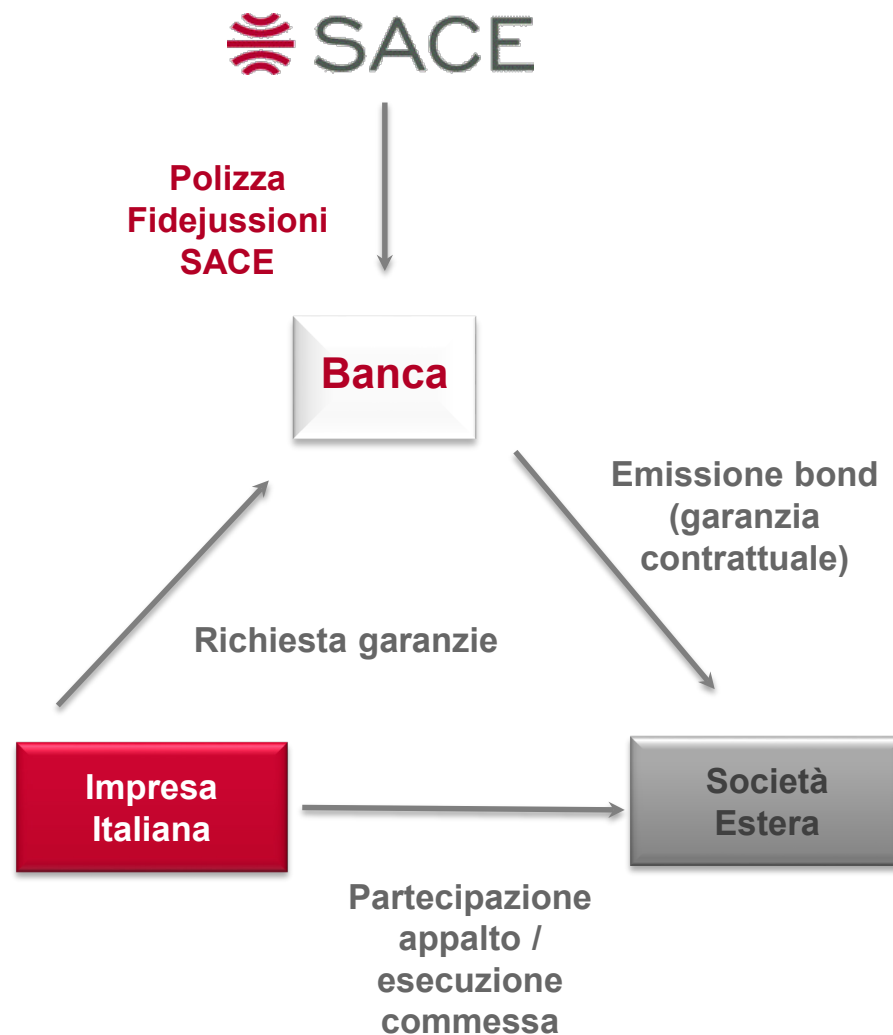 SACE
Polizza
Fidejussioni
SACE
Banca
Emissione bond
(garanzia
contrattuale)
Richiesta garanzie
Impresa
Italiana
Società
Estera
Partecipazione
appalto /
esecuzione
commessa